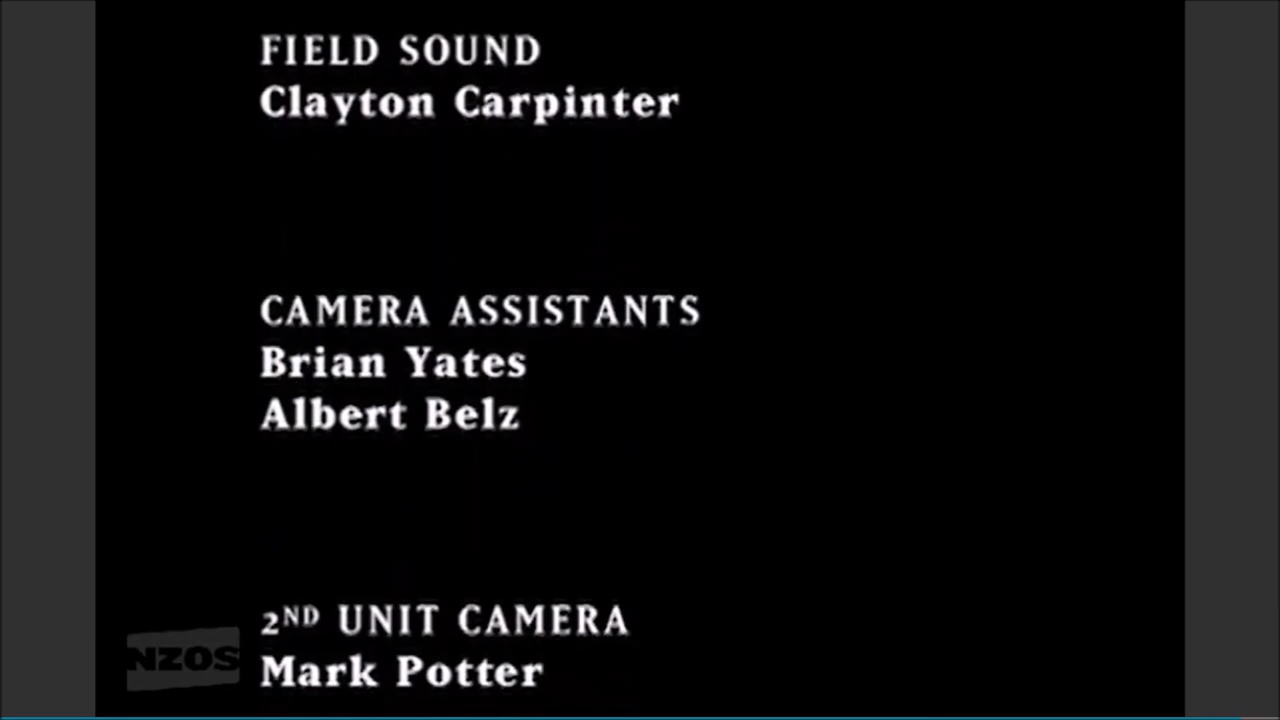 FIELD SOUND
Clayton Carpinter
CAMERA ASSISTANTS
Brian Yates
Albert Belz
2ND UNIT CAMERA
Mark Potter
NZOS